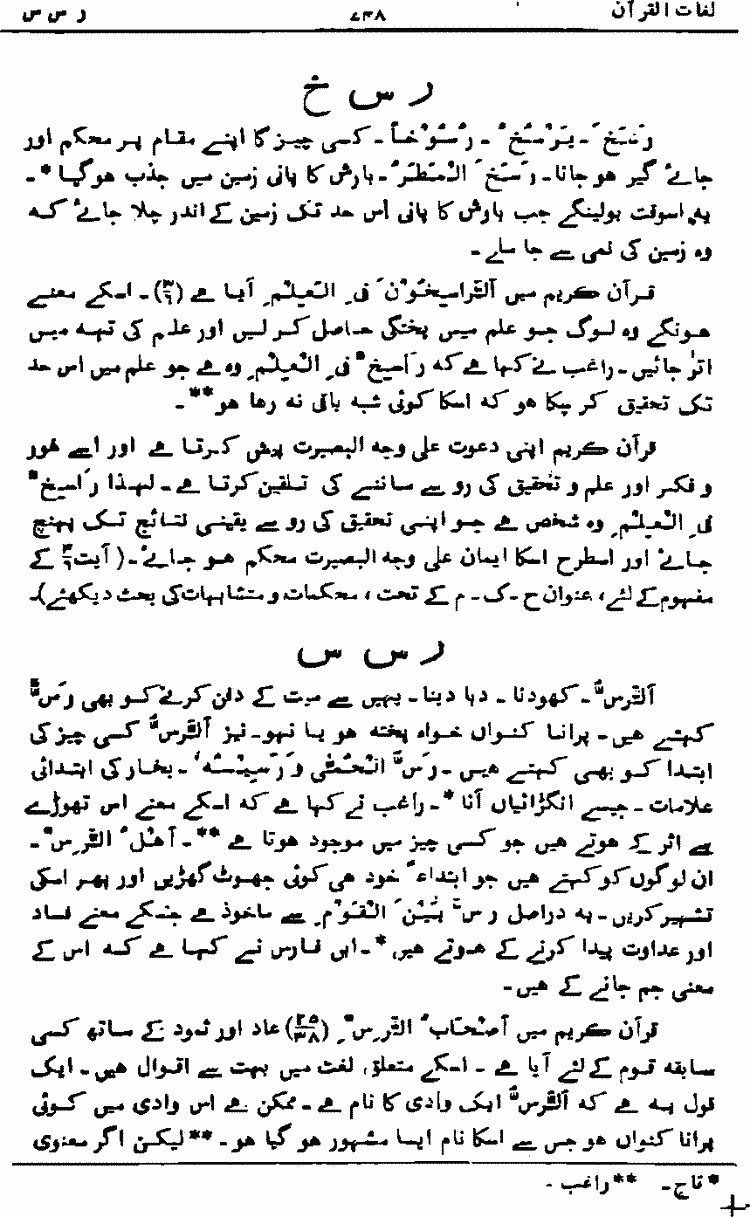 لغات القرآن ۷۴۸ ر س س
ر س خ
رَسَخَ ۔ یَرْسَخُ ۔ رُسُوْخاً ۔ کسی چیز کا اپنے مقام پر محکم اور
جائے گیر ہو جانا۔ رَسَخَ الْمَطَرُ۔ بارش کا پانی زمین میں جذب ہو گیا *۔
یہ اسوقت بولینگے جب بارش کا پانی اس حد تک زمین کے اندر چلا جائے کہ
وہ زمین کی نمی سے جا ملے ۔
قرآن کریم میں اَلرّٰسِخُوْنَ فِی الْعِلْمِ آیا ہے (۳/۶)۔ اسکے معنے
ہونگے وہ لوگ جو علم میں پختگی حاصل کر لیں اور علم کی تہہ میں
اتر جائیں ۔ راغب نے کہا ہے کہ رَاسِخٌ فِی الْعِلْمِ وہ ہے جو علم میں اس حد
تک تحقیق کر چکا ہو کہ اسکا کوئی شبہ باقی نہ رہا ہو **۔
قرآن کریم اپنی دعوت علی وجہ البصیرت پیش کرتا ہے اور اسے غور
و فکر اور علم و تحقیق کی رو سے ماننے کی تلقین کرتا ہے ۔ لہذا رَاسِخٌ
فِی الْعِلْمِ وہ شخص ہے جو اپنی تحقیق کی رو سے یقینی نتائج تک پہنچ
جائے اور اسطرح اسکا ایمان علی وجہ البصیرت محکم ہو جائے ۔ ( آیت ۳/۶ کے
مفہوم کے لئے، عنوان ح ۔ ک ۔ م کے تحت ، محکمات و متشابہات کی بحث دیکھئے)۔
ر س س
اَلرَّسُّ ۔ کھودنا ۔ دبا دینا ۔ یہیں سے میت کے دفن کرنے کو بھی رَسٌّ
کہتے ہیں ۔ پرانا کنواں خواہ پختہ ہو یا نہو۔ نیز اَلرَّسُّ کسی چیز کی
ابتدا کو بھی کہتے ہیں ۔ رَسُّ الْحُمّٰی وَ رَسِیْسُہٗ ۔ بخار کی ابتدائی
علامات ۔ جیسے انگڑائیاں آنا *۔ راغب نے کہا ہے کہ اسکے معنے اس تھوڑے
سے اثر کے ہوتے ہیں جو کسی چیز میں موجود ہوتا ہے **۔ اَھْلُ الرَّسِّ ۔
ان لوگوں کو کہتے ہیں جو ابتداءً خود ہی کوئی جھوٹ گھڑیں اور پھر اسکی
تشہیر کریں ۔ یہ دراصل رَسَّ بَیْنَ الْقَوْمِ سے ماخوذ ہے جسکے معنے فساد
اور عداوت پیدا کرنے کے ہوتے ہیں *۔ ابن فارس نے کہا ہے کہ اس کے
معنی جم جانے کے ہیں ۔
قرآن کریم میں اَصْحَابُ الرَّسِّ (۲۵/۳۸) عاد اور ثمود کے ساتھ کسی
سابقہ قوم کے لئے آیا ہے ۔ اسکے متعلق لغت میں بہت سے اقوال ہیں ۔ ایک
قول یہ ہے کہ اَلرَّسُّ ایک وادی کا نام ہے ۔ ممکن ہے اس وادی میں کوئی
پرانا کنواں ہو جس سے اسکا نام ایسا مشہور ہو گیا ہو ۔ ** لیکن اگر معنوی
* تاج ۔ ** راغب ۔